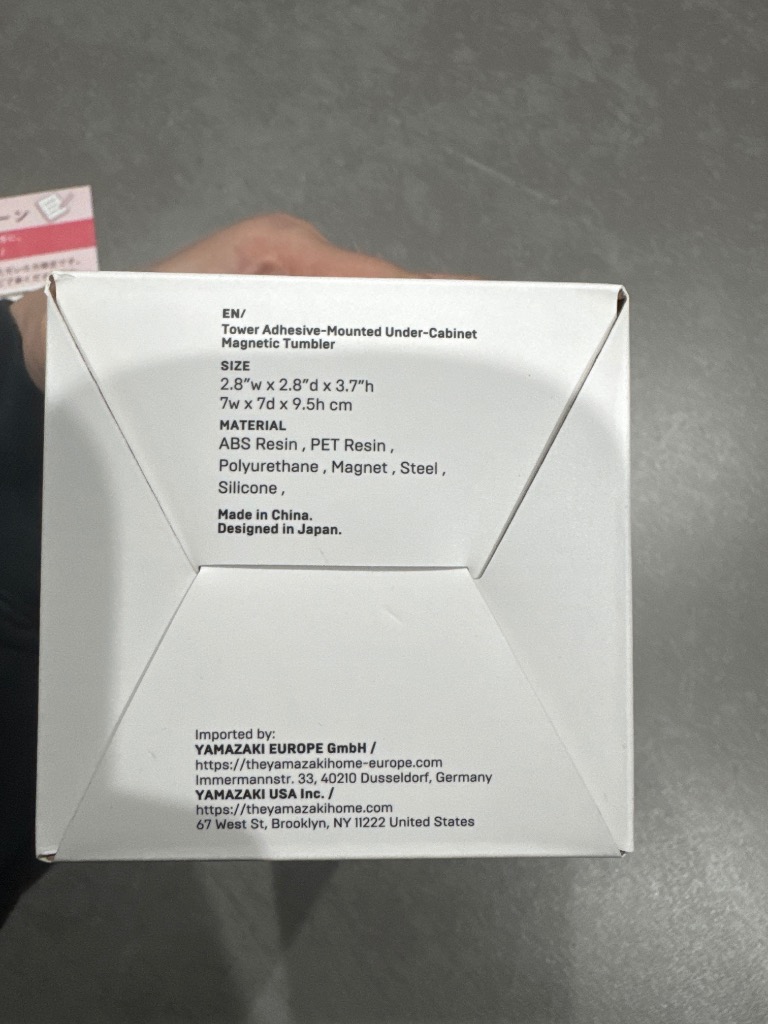 ーン
EN/
Tower Adhesive-Mounted Under-Cabinet
Magnetic Tumbler
SIZE
2.8"w x 2.8"d x 3.7"h
7w x 7d x 9.5h cm
MATERIAL
ABS Resin , PET Resin ,
Polyurethane , Magnet , Steel ,
Silicone ,
Made in China.
Designed in Japan.
Imported by:
YAMAZAKI EUROPE GmbH /
https://theyamazakihome-europe.com
Immermannstr. 33, 40210 Dusseldorf, Germany
YAMAZAKI USA Inc. /
https://theyamazakihome.com
67 West St, Brooklyn, NY 11222 United States